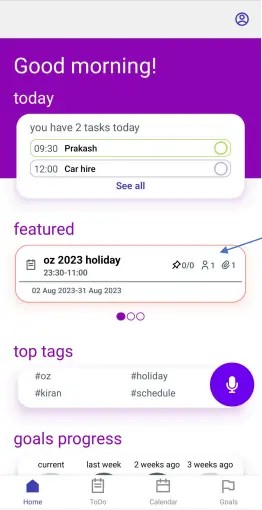 Good morning!
today
you have 2 tasks today
09:30 Prakash
12:00 Car hire
See all
featured
oz 2023 holiday
0/0 1 1
23:30-11:00
02 Aug 2023-31 Aug 2023
top tags
#oz #holiday
#kiran #schedule
goals progress
current last week 2 weeks ago 3 weeks ago
Home ToDo Calendar Goals